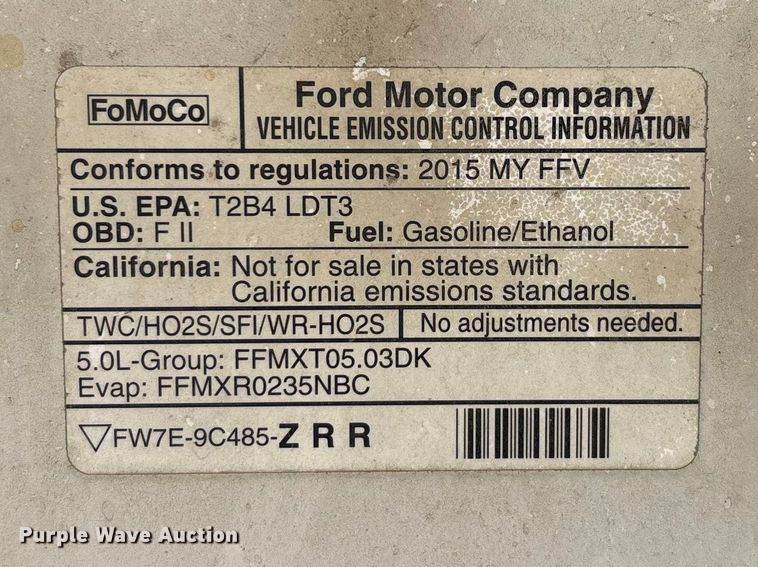 FoMoCo
Ford Motor Company
VEHICLE EMISSION CONTROL INFORMATION
Conforms to regulations: 2015 MY FFV
U.S. EPA: T2B4 LDT3
OBD: F II Fuel: Gasoline/Ethanol
California: Not for sale in states with
California emissions standards.
TWC/HO2S/SFI/WR-HO2S No adjustments needed.
5.0L-Group: FFMXT05.03DK
Evap: FFMXR0235NBC
▽FW7E-9C485-Z R R
Purple Wave Auction